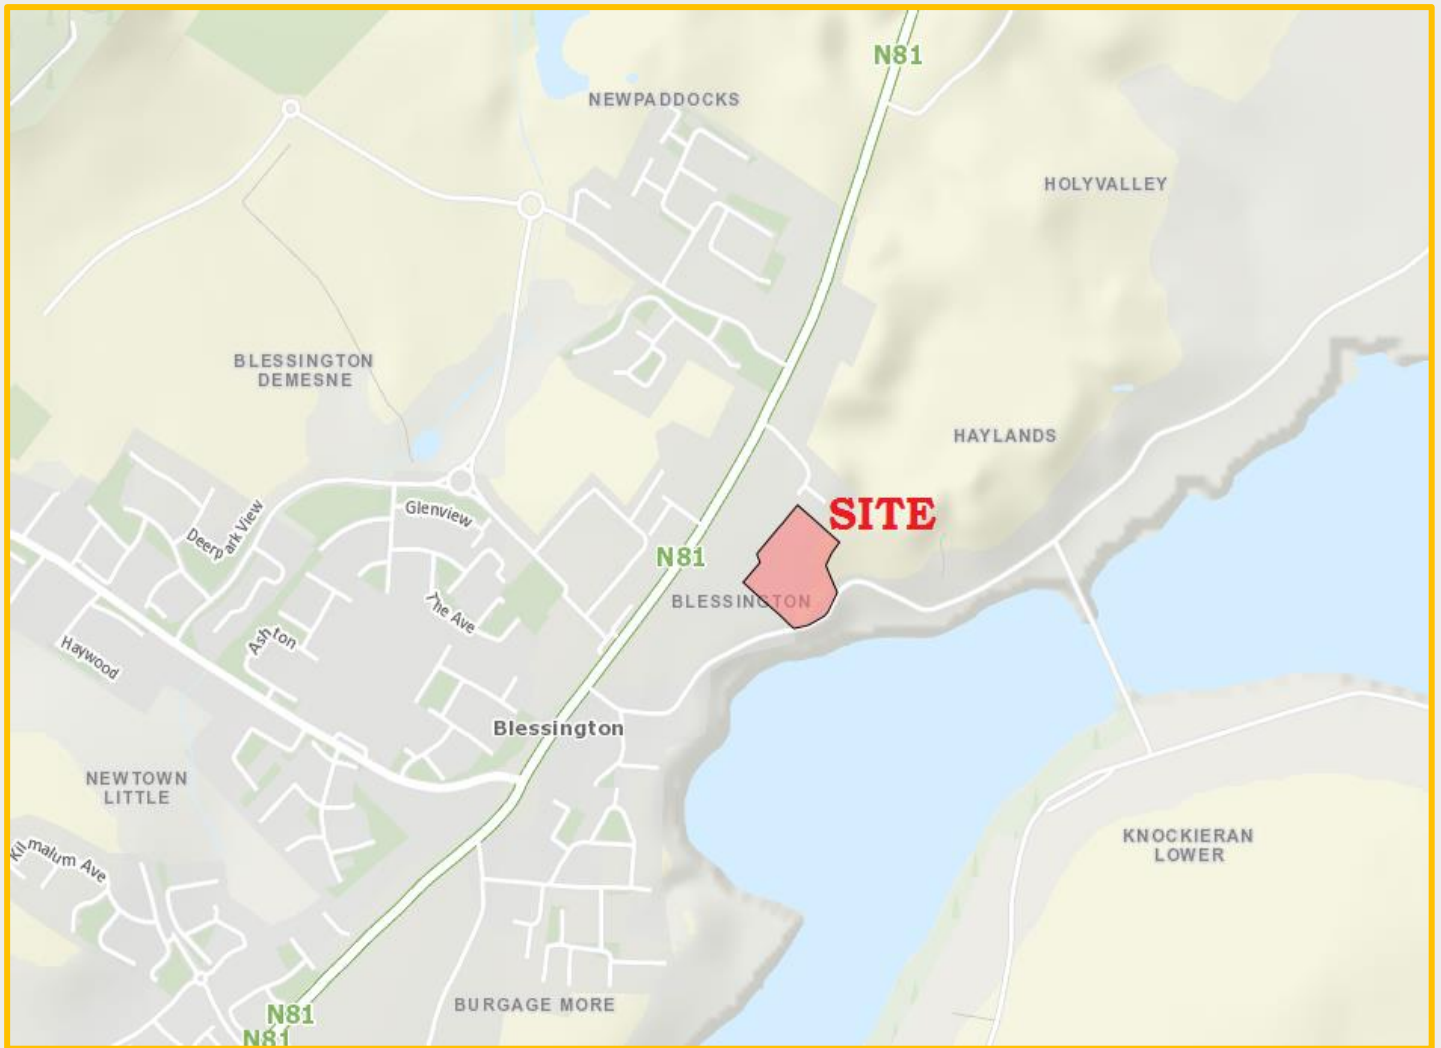 N81
NEWPADDOCKS
HOLYVALLEY
BLESSINGTON
DEMESNE
HAYLANDS
Glenview
SITE
Deerpark View
N81
BLESSINGTON
The Ave
Ashton
Haywood
Blessington
NEWTOWN
LITTLE
KNOCKIERAN
LOWER
Kilmalum Ave
BURGAGE MORE
N81
N81